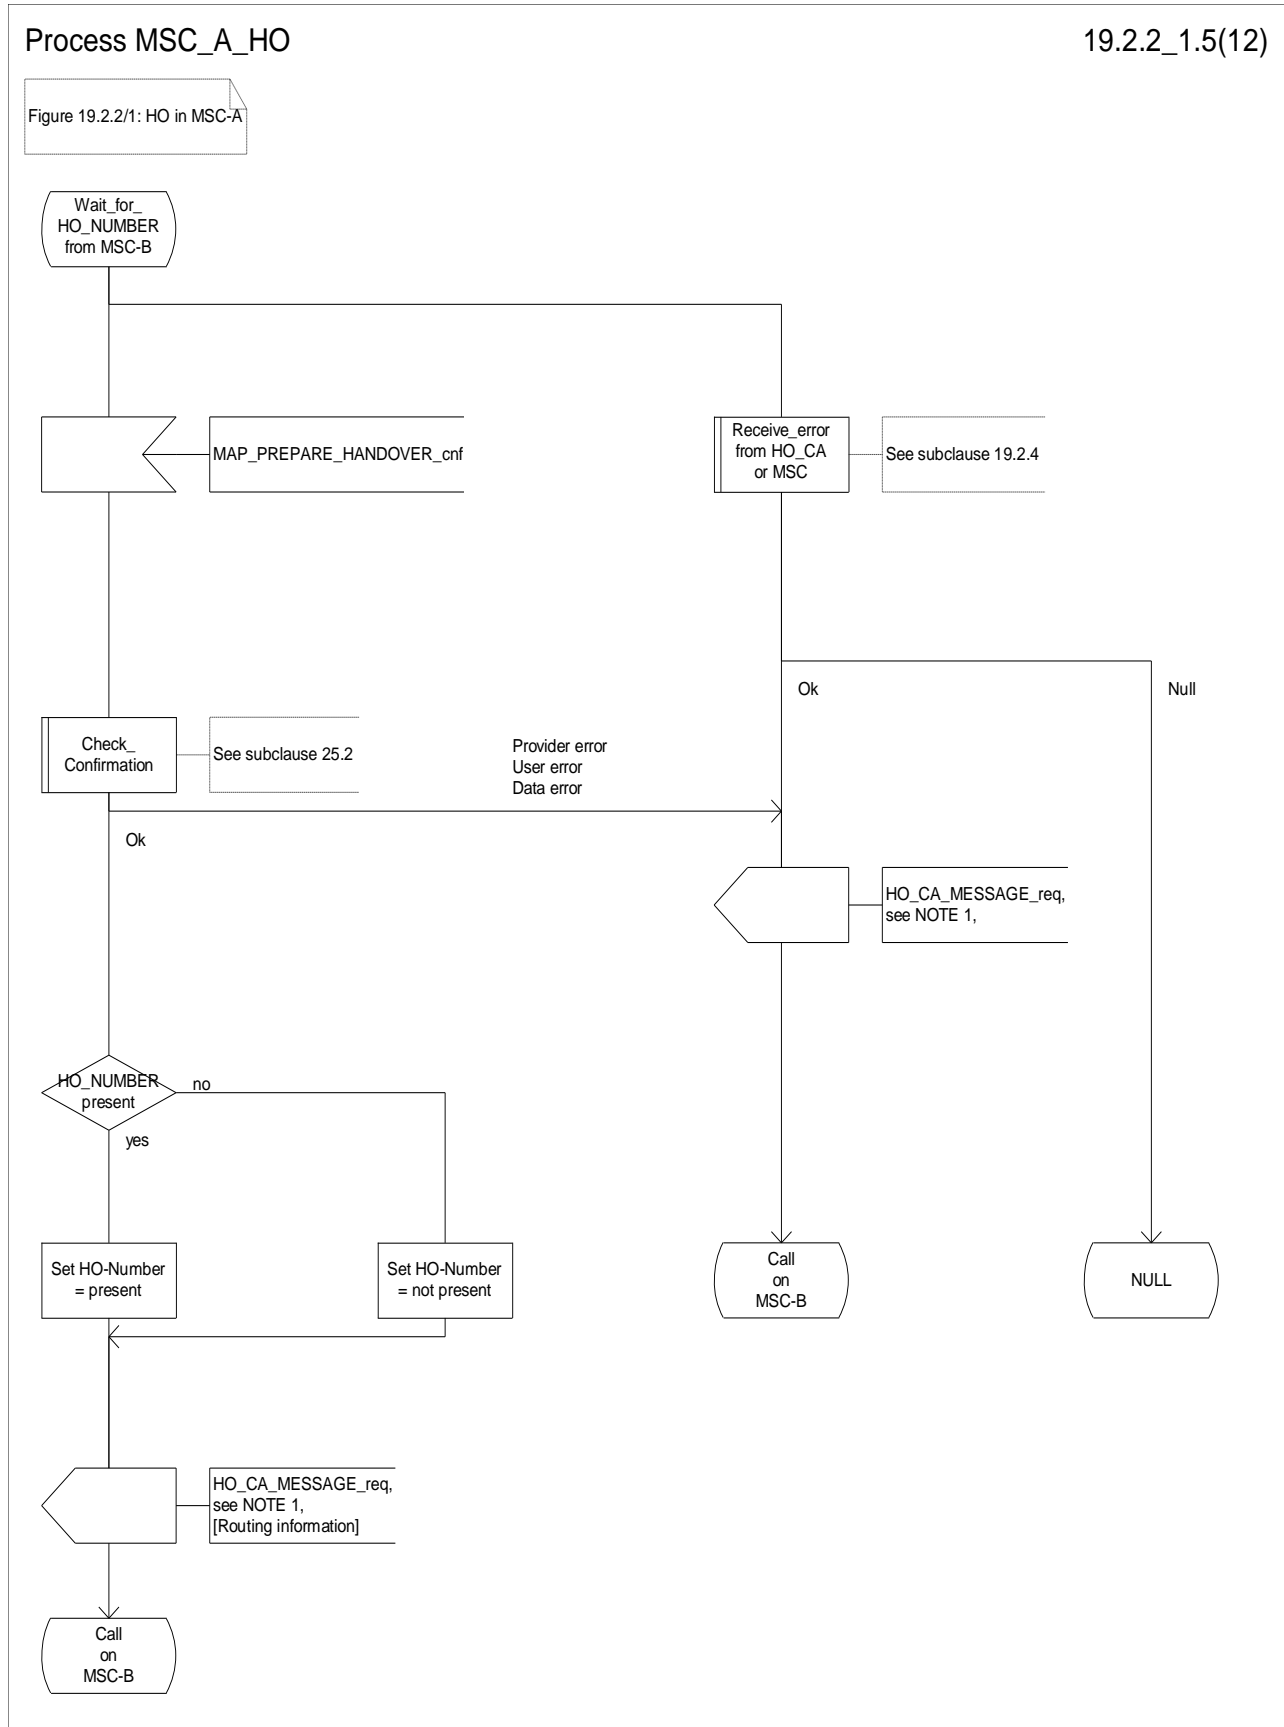 Process MSC_A_HO
19.2.2_1.5(12)
Figure 19.2.2/1: HO in MSC-A
Wait_for_
HO_NUMBER
from MSC-B
MAP_PREPARE_HANDOVER_cnf
Receive_error
from HO_CA
or MSC
See subclause 19.2.4
Ok
Null
Check_
Confirmation
See subclause 25.2
Provider error
User error
Data error
Ok
HO_CA_MESSAGE_req,
see NOTE 1,
HO_NUMBER
present
no
yes
Set HO-Number
= present
Set HO-Number
= not present
Call
on
MSC-B
NULL
HO_CA_MESSAGE_req,
see NOTE 1,
[Routing information]
Call
on
MSC-B